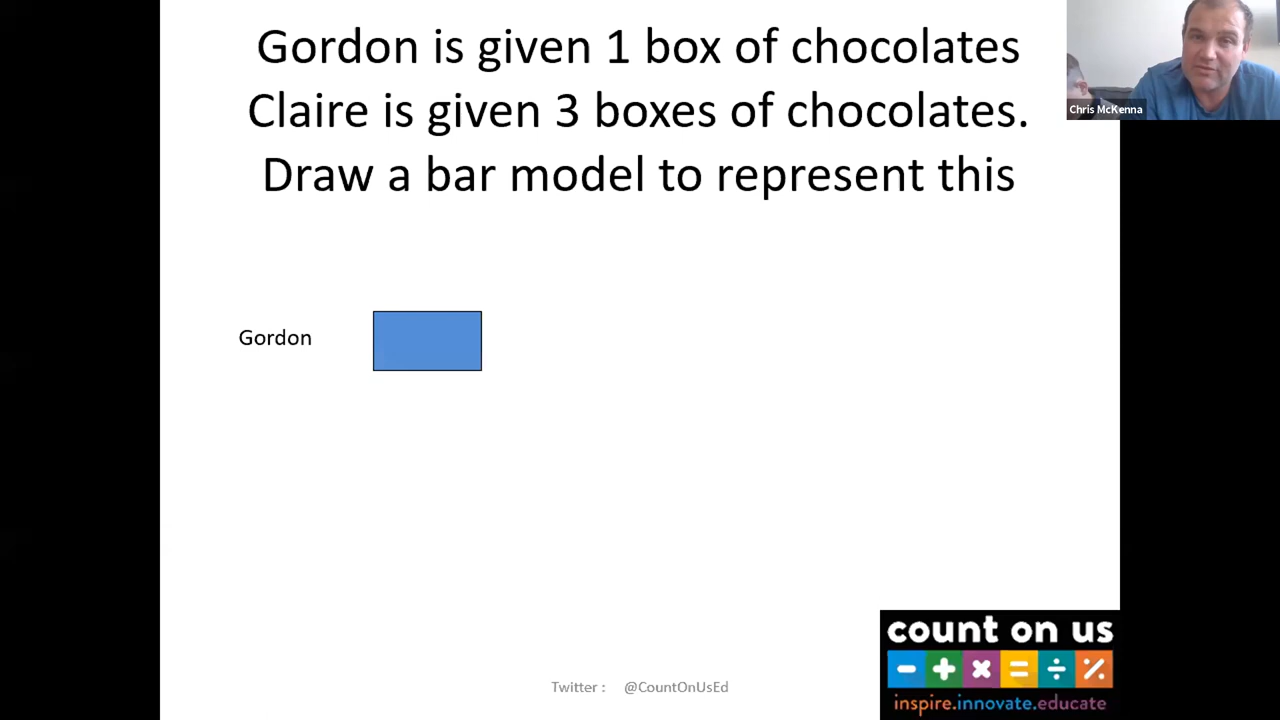 Gordon is given 1 box of chocolates
Claire is given 3 boxes of chocolates.
Draw a bar model to represent this
Chris McKenna
Gordon
count on us
- + × = ÷ %
inspire.innovate.educate
Twitter : @CountOnUsEd